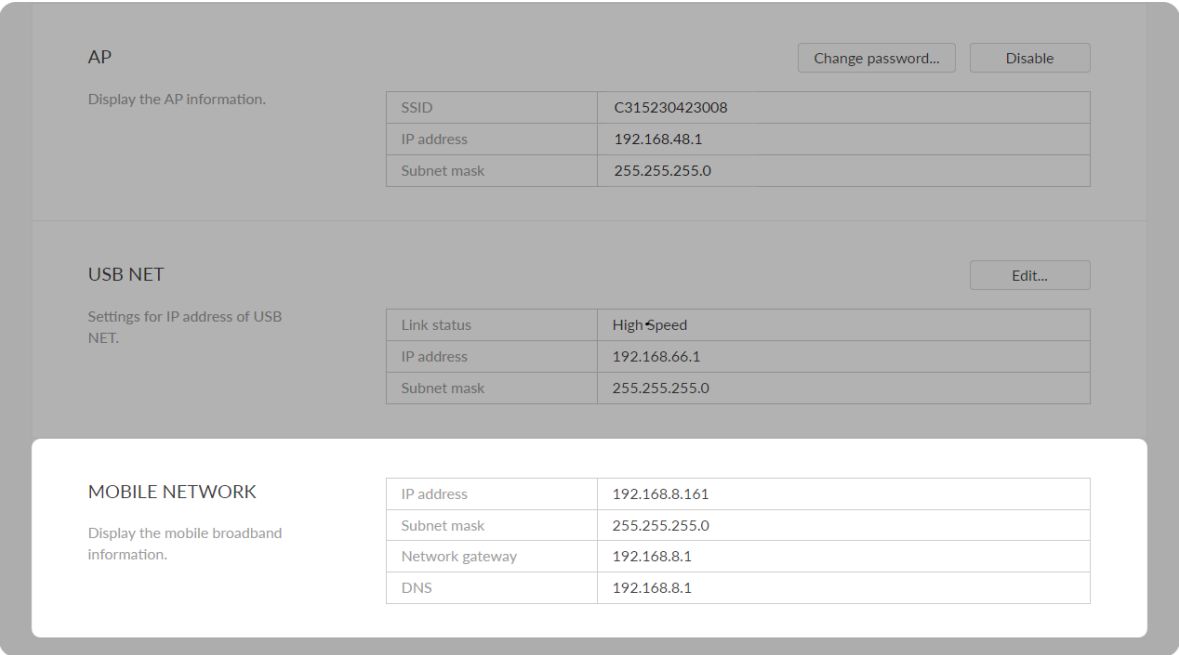 AP
Change password...
Disable
Display the AP information.
SSID C315230423008
IP address 192.168.48.1
Subnet mask 255.255.255.0
USB NET
Edit...
Settings for IP address of USB
NET.
Link status High-Speed
IP address 192.168.66.1
Subnet mask 255.255.255.0
MOBILE NETWORK
Display the mobile broadband
information.
IP address 192.168.8.161
Subnet mask 255.255.255.0
Network gateway 192.168.8.1
DNS 192.168.8.1